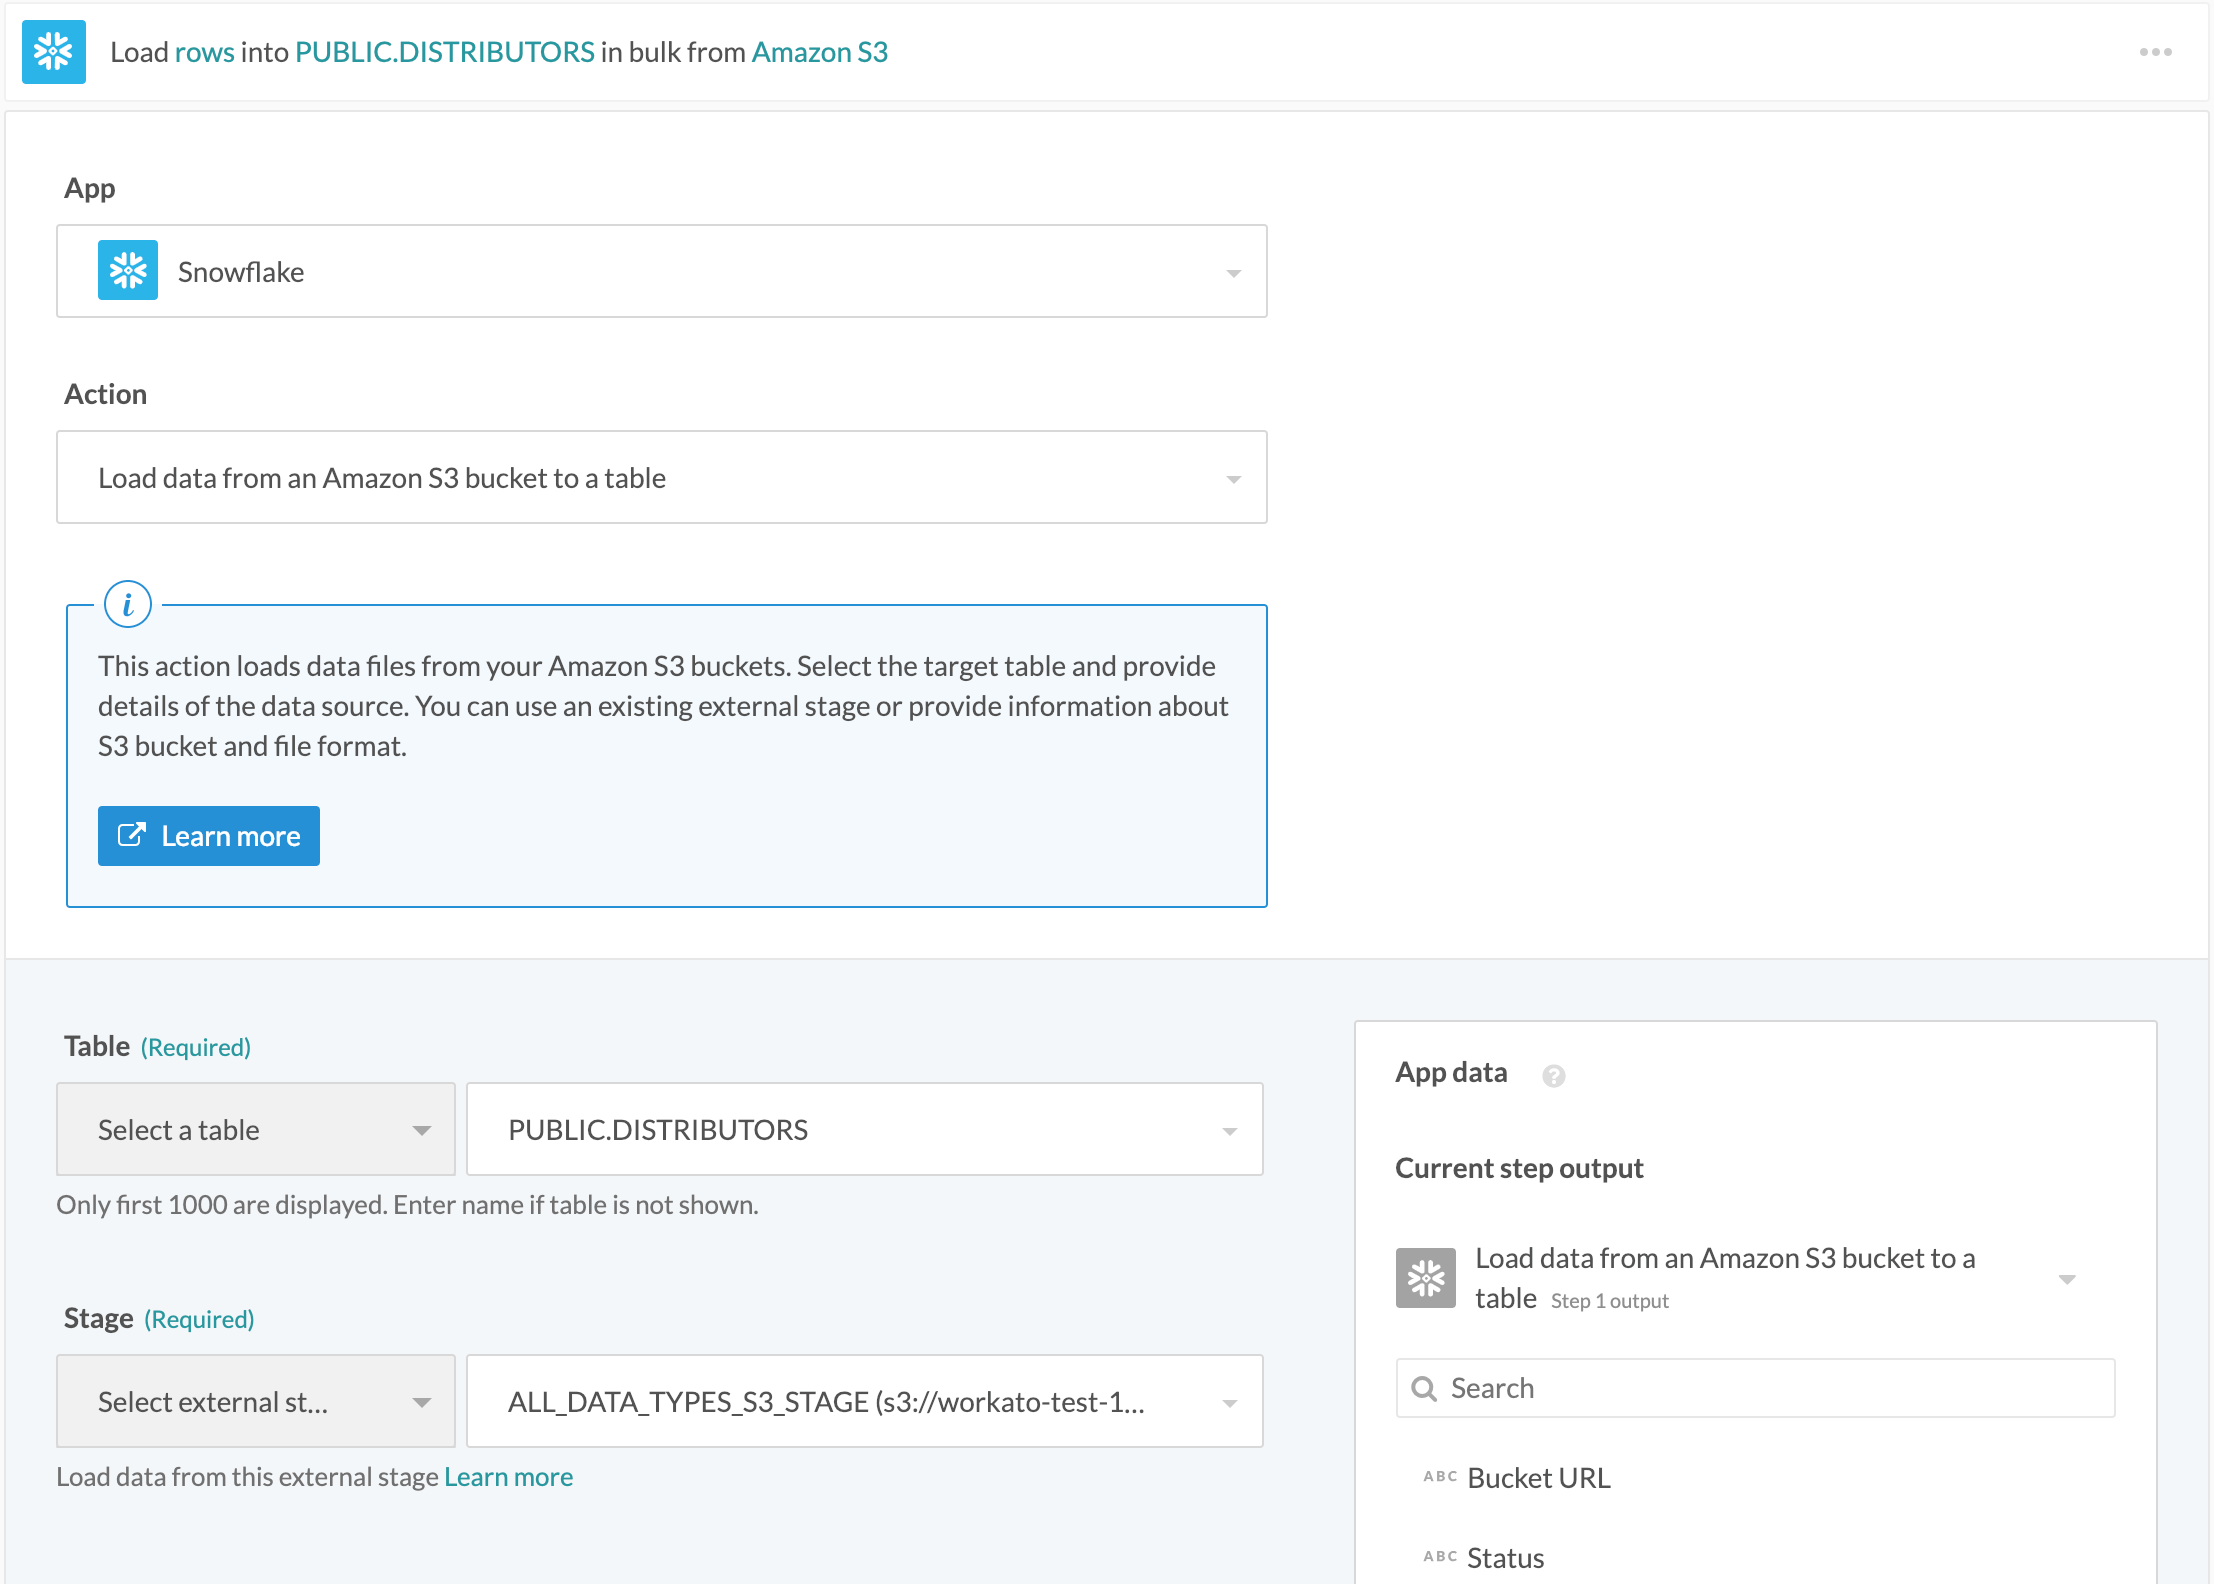 Load rows into PUBLIC.DISTRIBUTORS in bulk from Amazon S3
App
Snowflake
Action
Load data from an Amazon S3 bucket to a table
i
This action loads data files from your Amazon S3 buckets. Select the target table and provide
details of the data source. You can use an existing external stage or provide information about
S3 bucket and file format.
Learn more
Table (Required)
Select a table
PUBLIC.DISTRIBUTORS
Only first 1000 are displayed. Enter name if table is not shown.
Stage (Required)
Select external st...
ALL_DATA_TYPES_S3_STAGE (s3://workato-test-1...
Load data from this external stage Learn more
App data ?
Current step output
Load data from an Amazon S3 bucket to a
table Step 1 output
Search
ABC Bucket URL
ABC Status